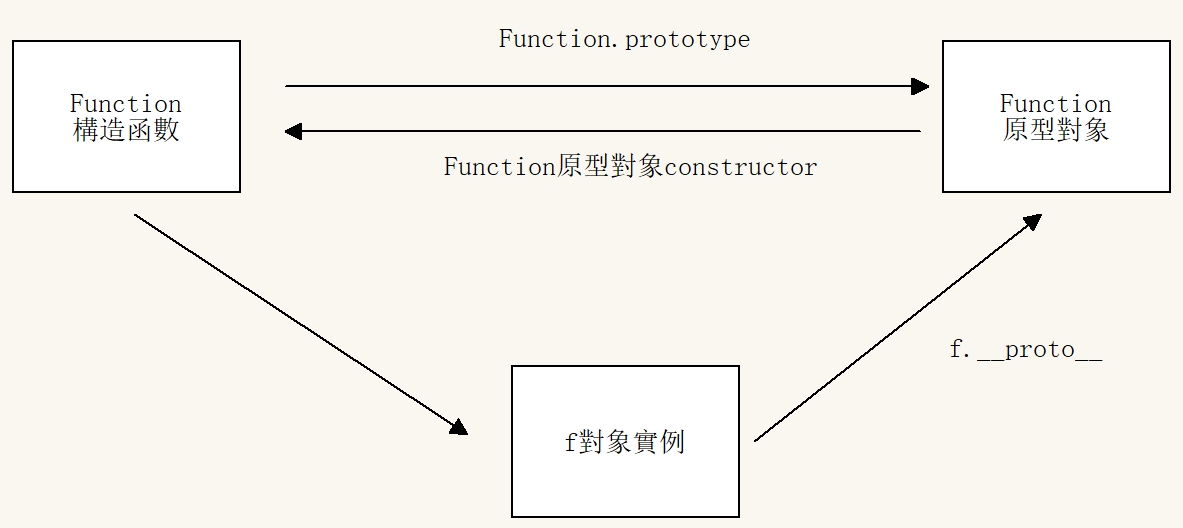 Function.prototype
Function
構造函數
Function
原型對象
Function原型對象constructor
f.__proto__
f對象實例